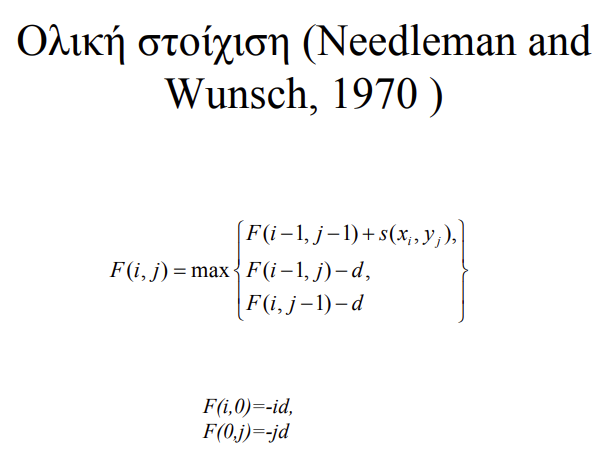 Ολική στοίχιση (Needleman and
Wunsch, 1970 )
F(i−1, j−1)+s(x_i, y_j),
F(i, j) = max { F(i−1, j)−d, }
F(i, j−1)−d
F(i,0)=-id,
F(0,j)=-jd